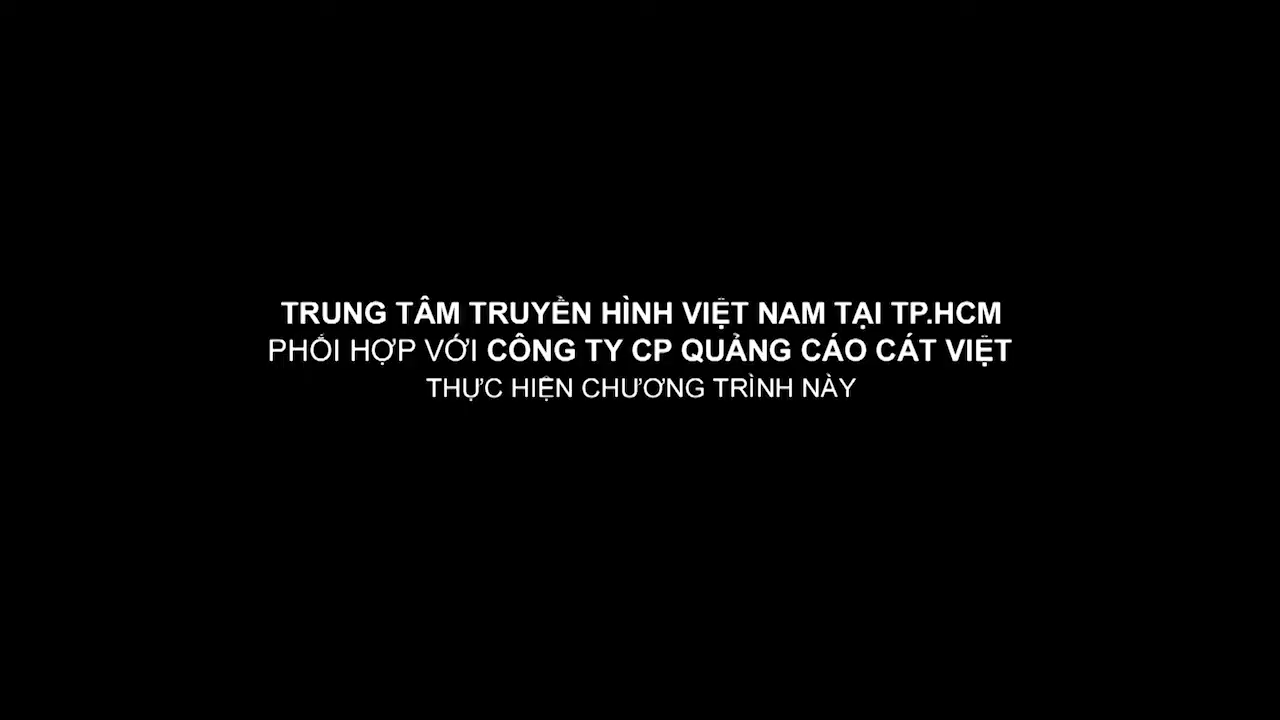 TRUNG TÂM TRUYỀN HÌNH VIỆT NAM TẠI TP.HCM
PHỐI HỢP VỚI CÔNG TY CP QUẢNG CÁO CÁT VIỆT
THỰC HIỆN CHƯƠNG TRÌNH NÀY